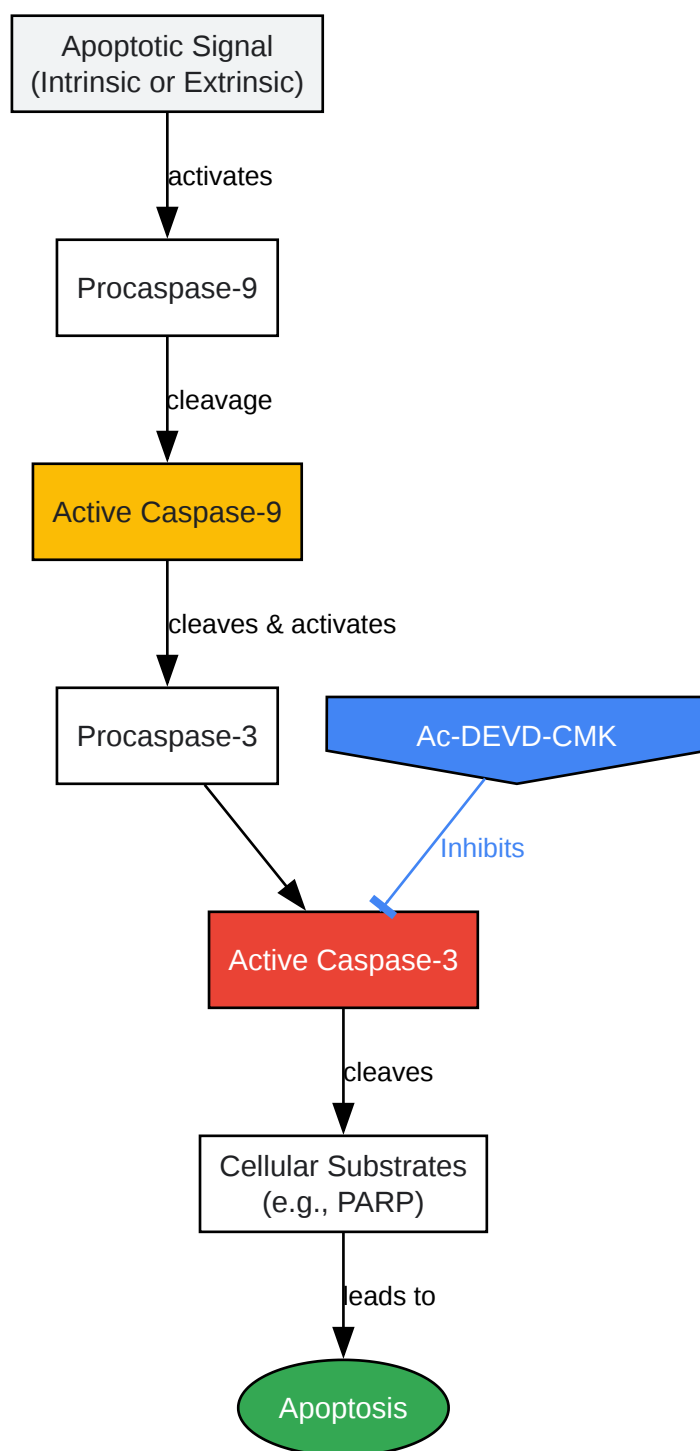 Apoptotic Signal
(Intrinsic or Extrinsic)
activates
Procaspase-9
cleavage
Active Caspase-9
cleaves & activates
Procaspase-3
Ac-DEVD-CMK
Inhibits
Active Caspase-3
cleaves
Cellular Substrates
(e.g., PARP)
leads to
Apoptosis